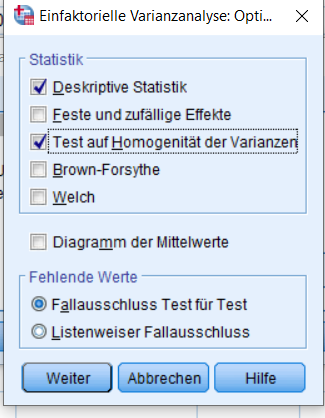 Einfaktorielle Varianzanalyse: Opti...
Statistik
Deskriptive Statistik
Feste und zufällige Effekte
Test auf Homogenität der Varianzen
Brown-Forsythe
Welch
Diagramm der Mittelwerte
Fehlende Werte
Fallausschluss Test für Test
Listenweiser Fallausschluss
Weiter Abbrechen Hilfe